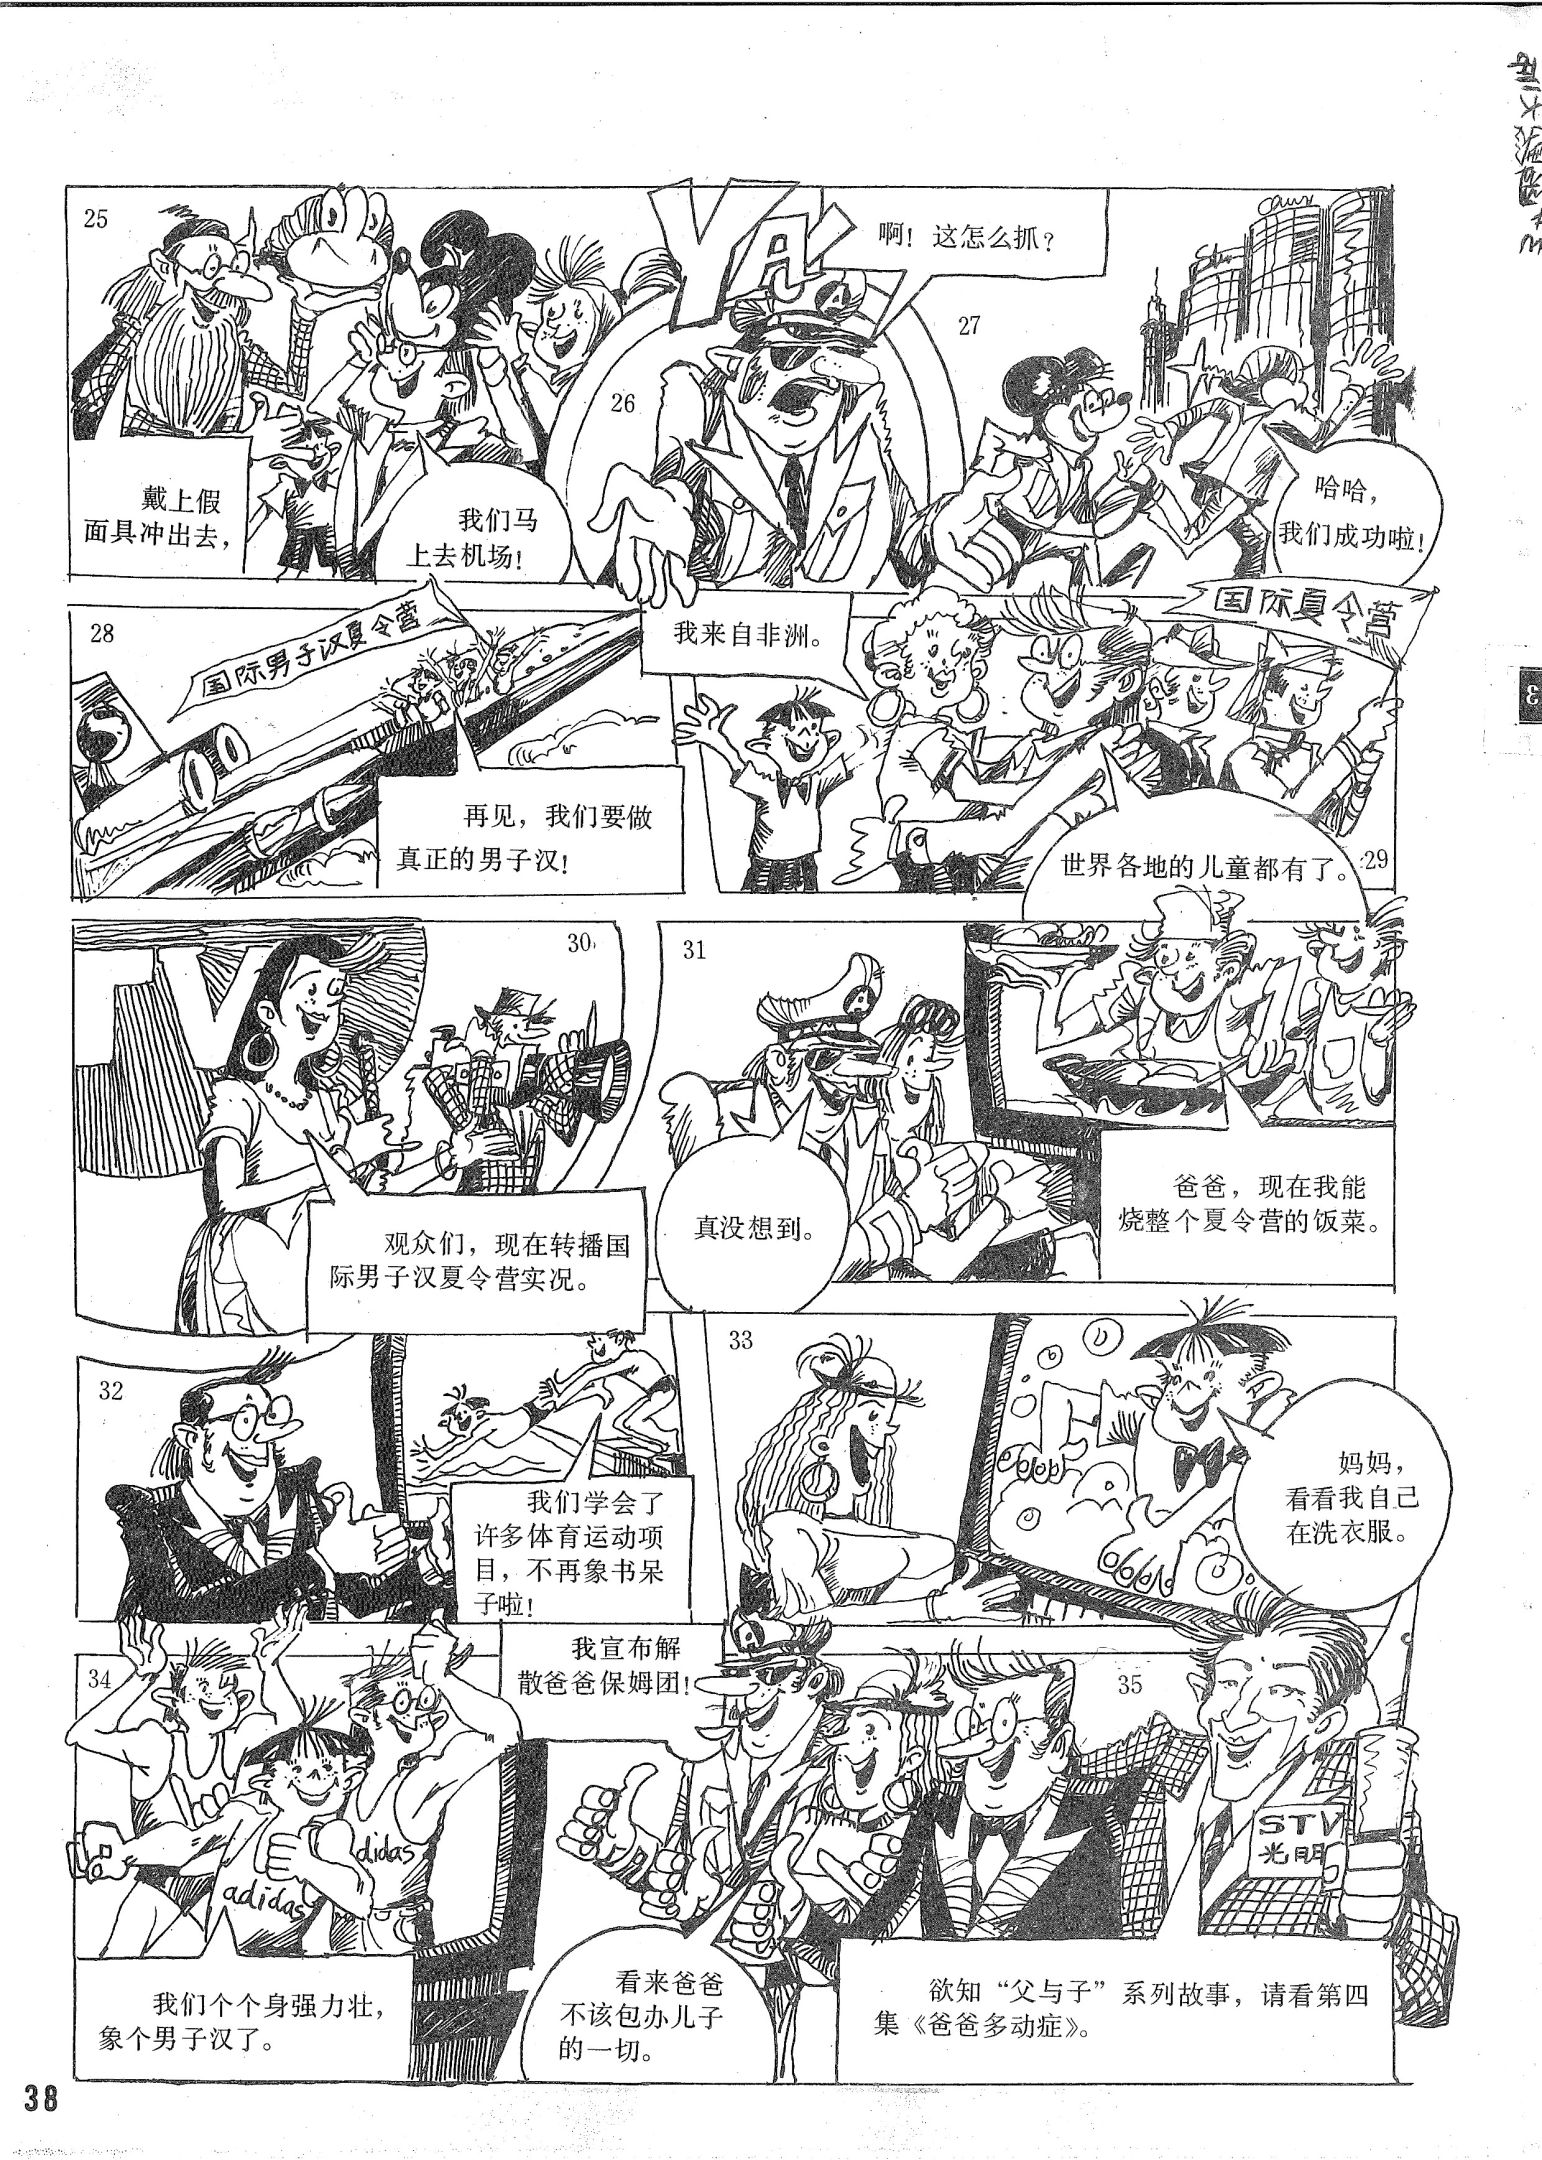 25
戴上假
面具冲出去，
我们马
上去机场！
26
YA!
A
啊！这怎么抓？
27
哈哈，
我们成功啦！
28
国际男子汉夏令营
再见，我们要做
真正的男子汉！
我来自非洲。
国际夏令营
世界各地的儿童都有了。
29
30
观众们，现在转播国
际男子汉夏令营实况。
31
A
真没想到。
爸爸，现在我能
烧整个夏令营的饭菜。
32
我们学会了
许多体育运动项
目，不再象书呆
子啦！
33
妈妈，
看看我自己
在洗衣服。
34
didas
adidas
我们个个身强力壮，
象个男子汉了。
我宣布解
散爸爸保姆团！
A
看来爸爸
不该包办儿子
的一切。
35
STV
光明
欲知“父与子”系列故事，请看第四
集《爸爸多动症》。
38